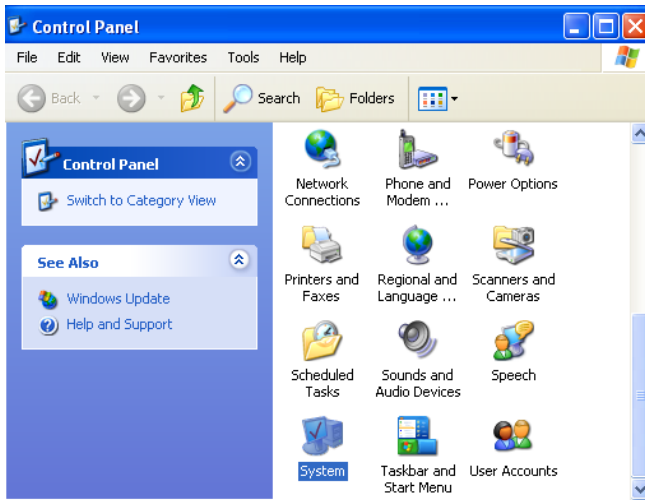 Control Panel
File Edit View Favorites Tools Help
Back Search Folders
Control Panel
Switch to Category View
See Also
Windows Update
Help and Support
Network
Connections
Phone and
Modem ...
Power Options
Printers and
Faxes
Regional and
Language ...
Scanners and
Cameras
Scheduled
Tasks
Sounds and
Audio Devices
Speech
System
Taskbar and
Start Menu
User Accounts